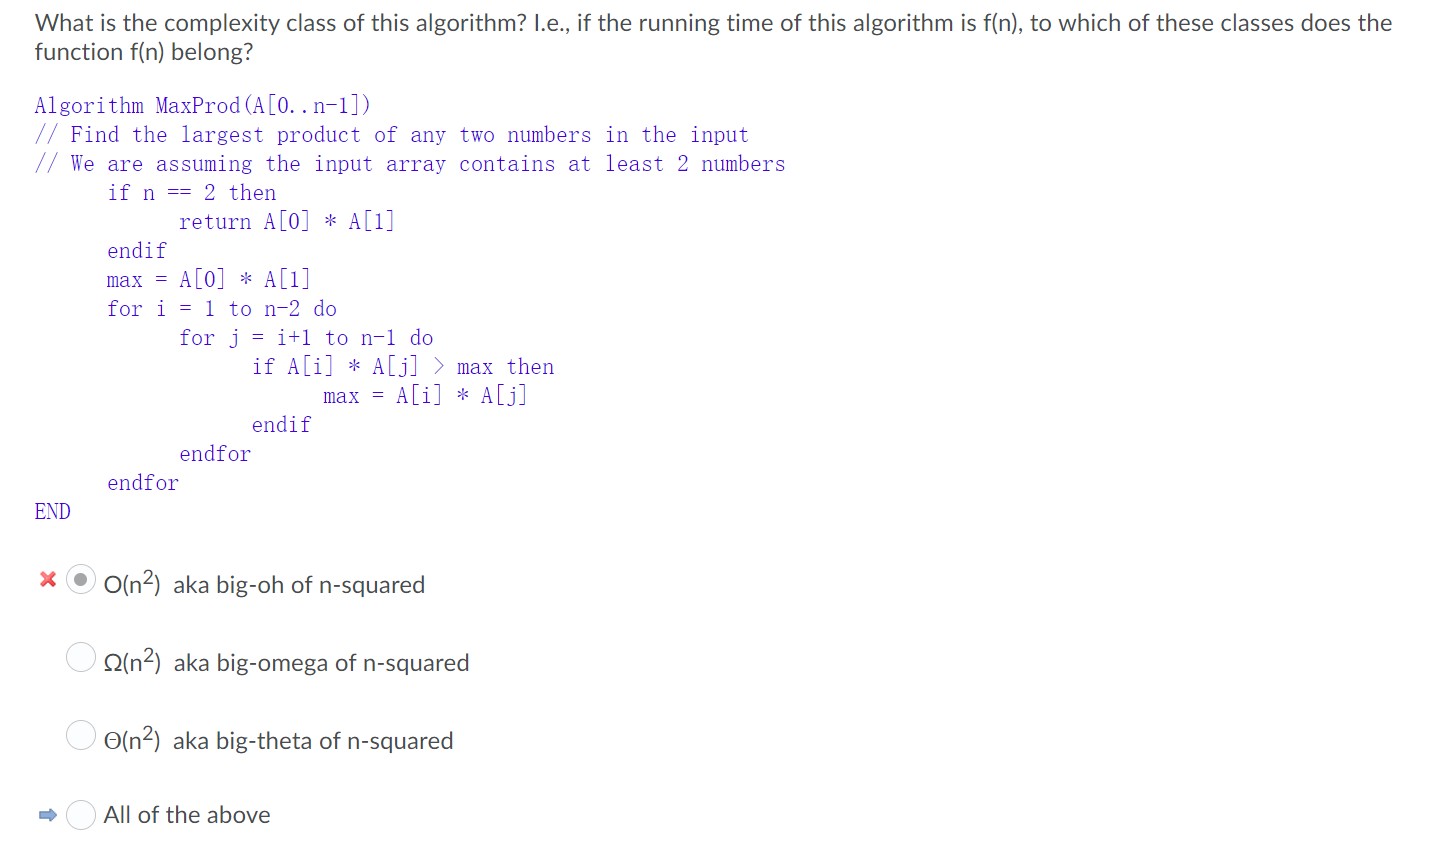 What is the complexity class of this algorithm? I.e., if the running time of this algorithm is f(n), to which of these classes does the
function f(n) belong?
Algorithm MaxProd(A[0..n-1])
// Find the largest product of any two numbers in the input
// We are assuming the input array contains at least 2 numbers
if n == 2 then
return A[0] * A[1]
endif
max = A[0] * A[1]
for i = 1 to n-2 do
for j = i+1 to n-1 do
if A[i] * A[j] > max then
max = A[i] * A[j]
endif
endfor
endfor
END
O(n²) aka big-oh of n-squared
Ω(n²) aka big-omega of n-squared
Θ(n²) aka big-theta of n-squared
All of the above